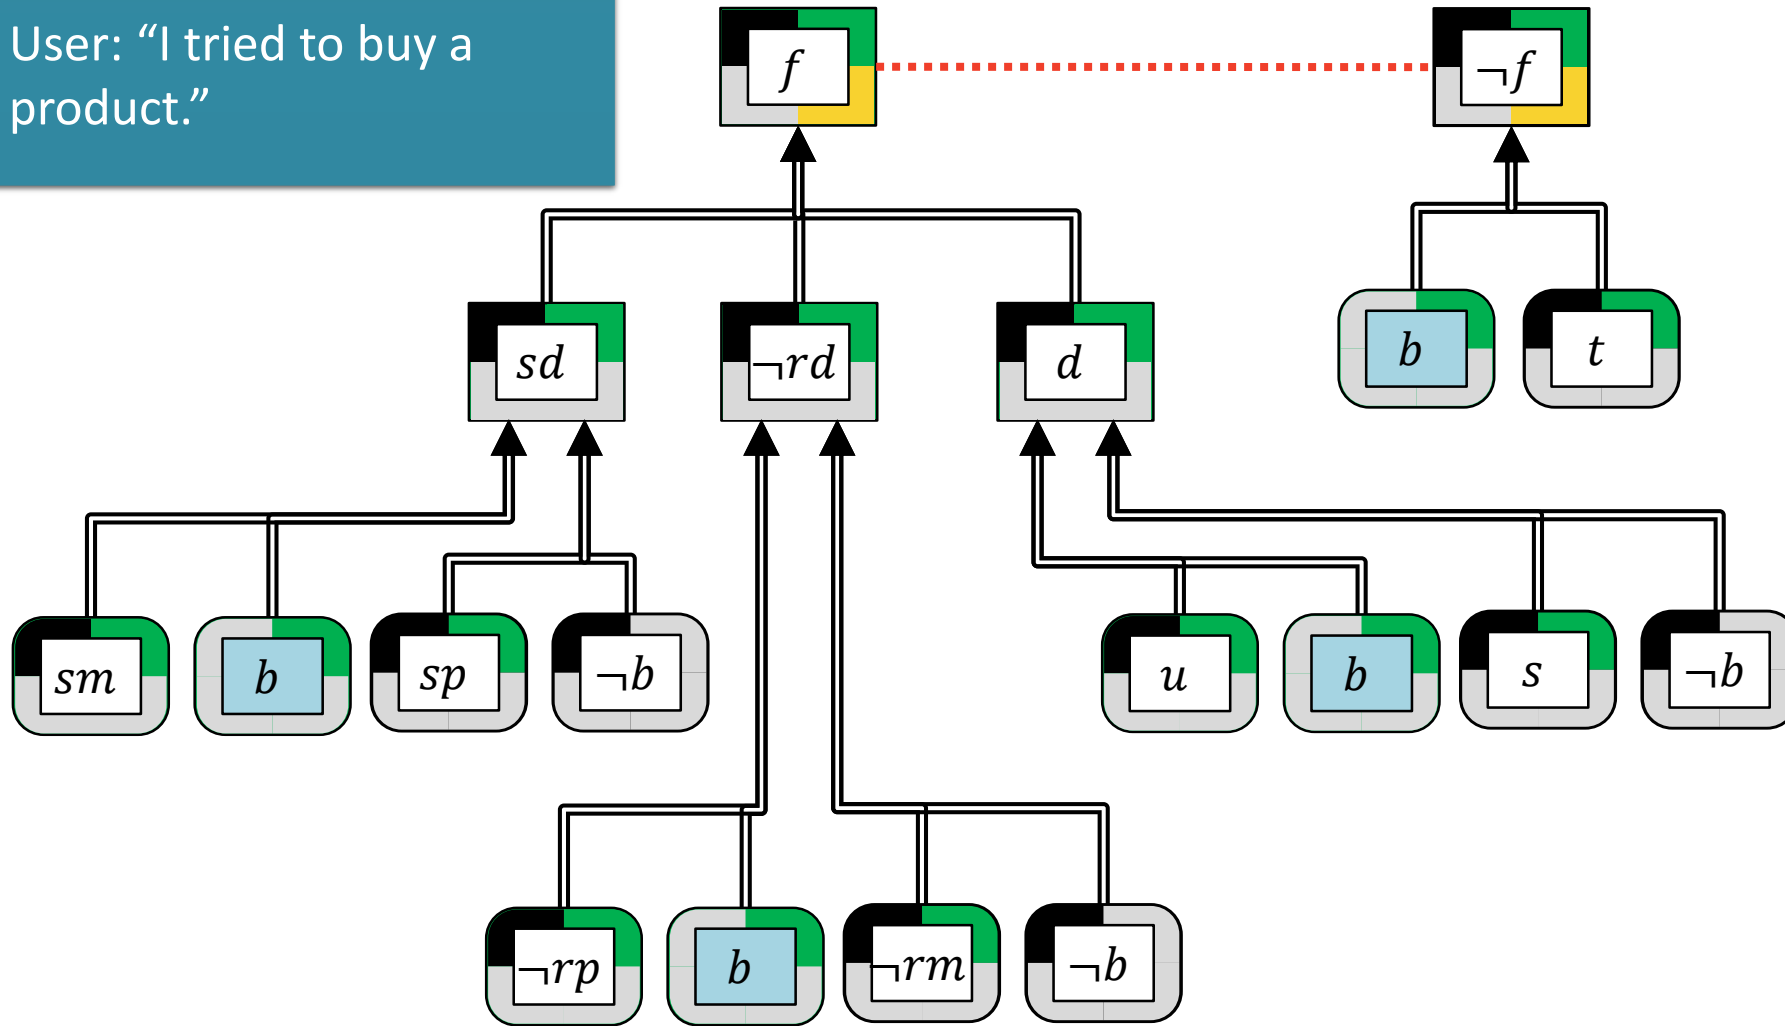 User: “I tried to buy a
product.”
f
¬f
sd
¬rd
d
b
t
sm
b
sp
¬b
u
b
s
¬b
¬rp
b
¬rm
¬b